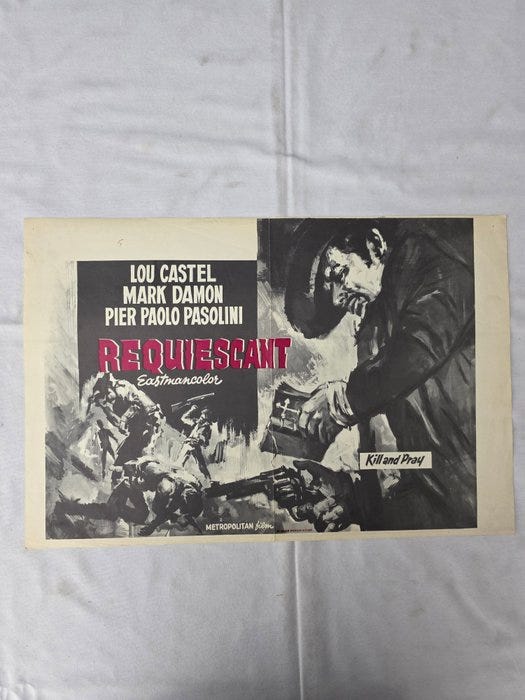 LOU CASTEL
MARK DAMON
PIER PAOLO PASOLINI
REQUIESCANT
Eastmancolor
Kill and Pray
METROPOLITAN film